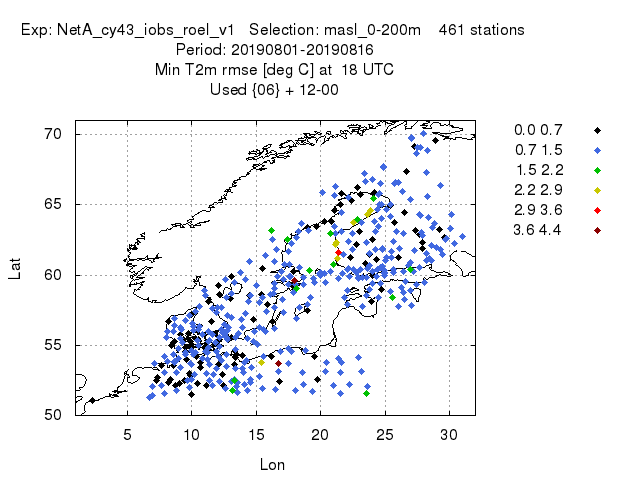 Exp: NetA_cy43_iobs_roel_v1 Selection: masl_0-200m 461 stations
Period: 20190801-20190816
Min T2m rmse [deg C] at 18 UTC
Used {06} + 12-00
70
65
60
55
50
Lat
5 10 15 20 25 30
Lon
0.0 0.7
0.7 1.5
1.5 2.2
2.2 2.9
2.9 3.6
3.6 4.4